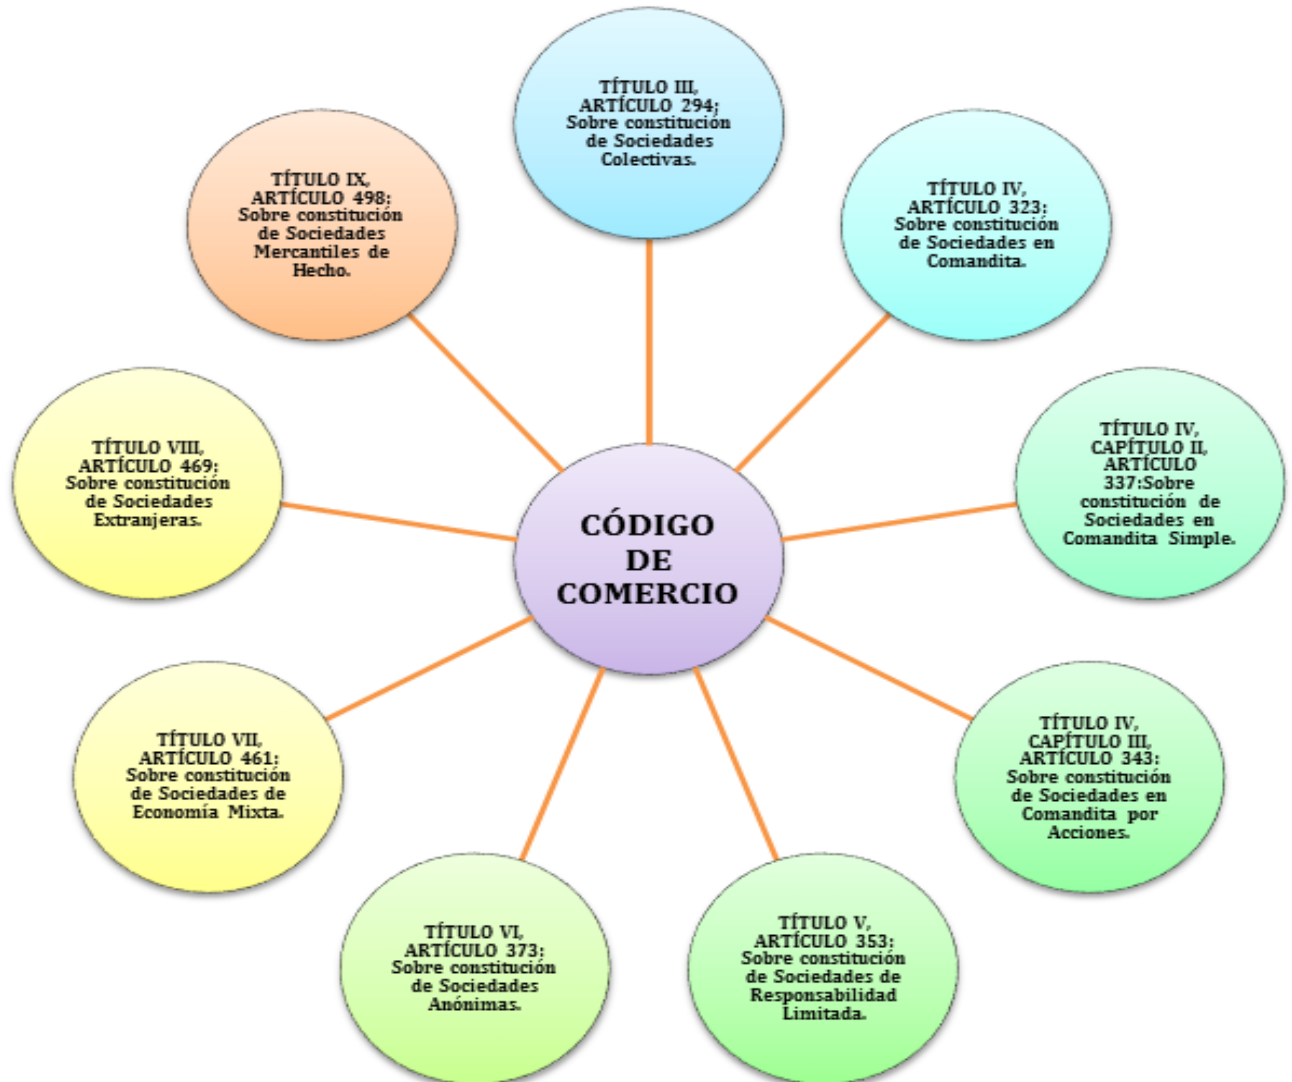 TÍTULO III,
ARTÍCULO 294;
Sobre constitución
de Sociedades
Colectivas.
TÍTULO IV,
ARTÍCULO 323;
Sobre constitución
de Sociedades en
Comandita.
TÍTULO IV,
CAPÍTULO II,
ARTÍCULO
337:Sobre
constitución de
Sociedades en
Comandita Simple.
TÍTULO IV,
CAPÍTULO III,
ARTÍCULO 343:
Sobre constitución
de Sociedades en
Comandita por
Acciones.
TÍTULO V,
ARTÍCULO 353;
Sobre constitución
de Sociedades de
Responsabilidad
Limitada.
TÍTULO VI,
ARTÍCULO 373;
Sobre constitución
de Sociedades
Anónimas.
TÍTULO VII,
ARTÍCULO 461;
Sobre constitución
de Sociedades de
Economía Mixta.
TÍTULO VIII,
ARTÍCULO 469;
Sobre constitución
de Sociedades
Extranjeras.
TÍTULO IX,
ARTÍCULO 498;
Sobre constitución
de Sociedades
Mercantiles de
Hecho.
CÓDIGO
DE
COMERCIO